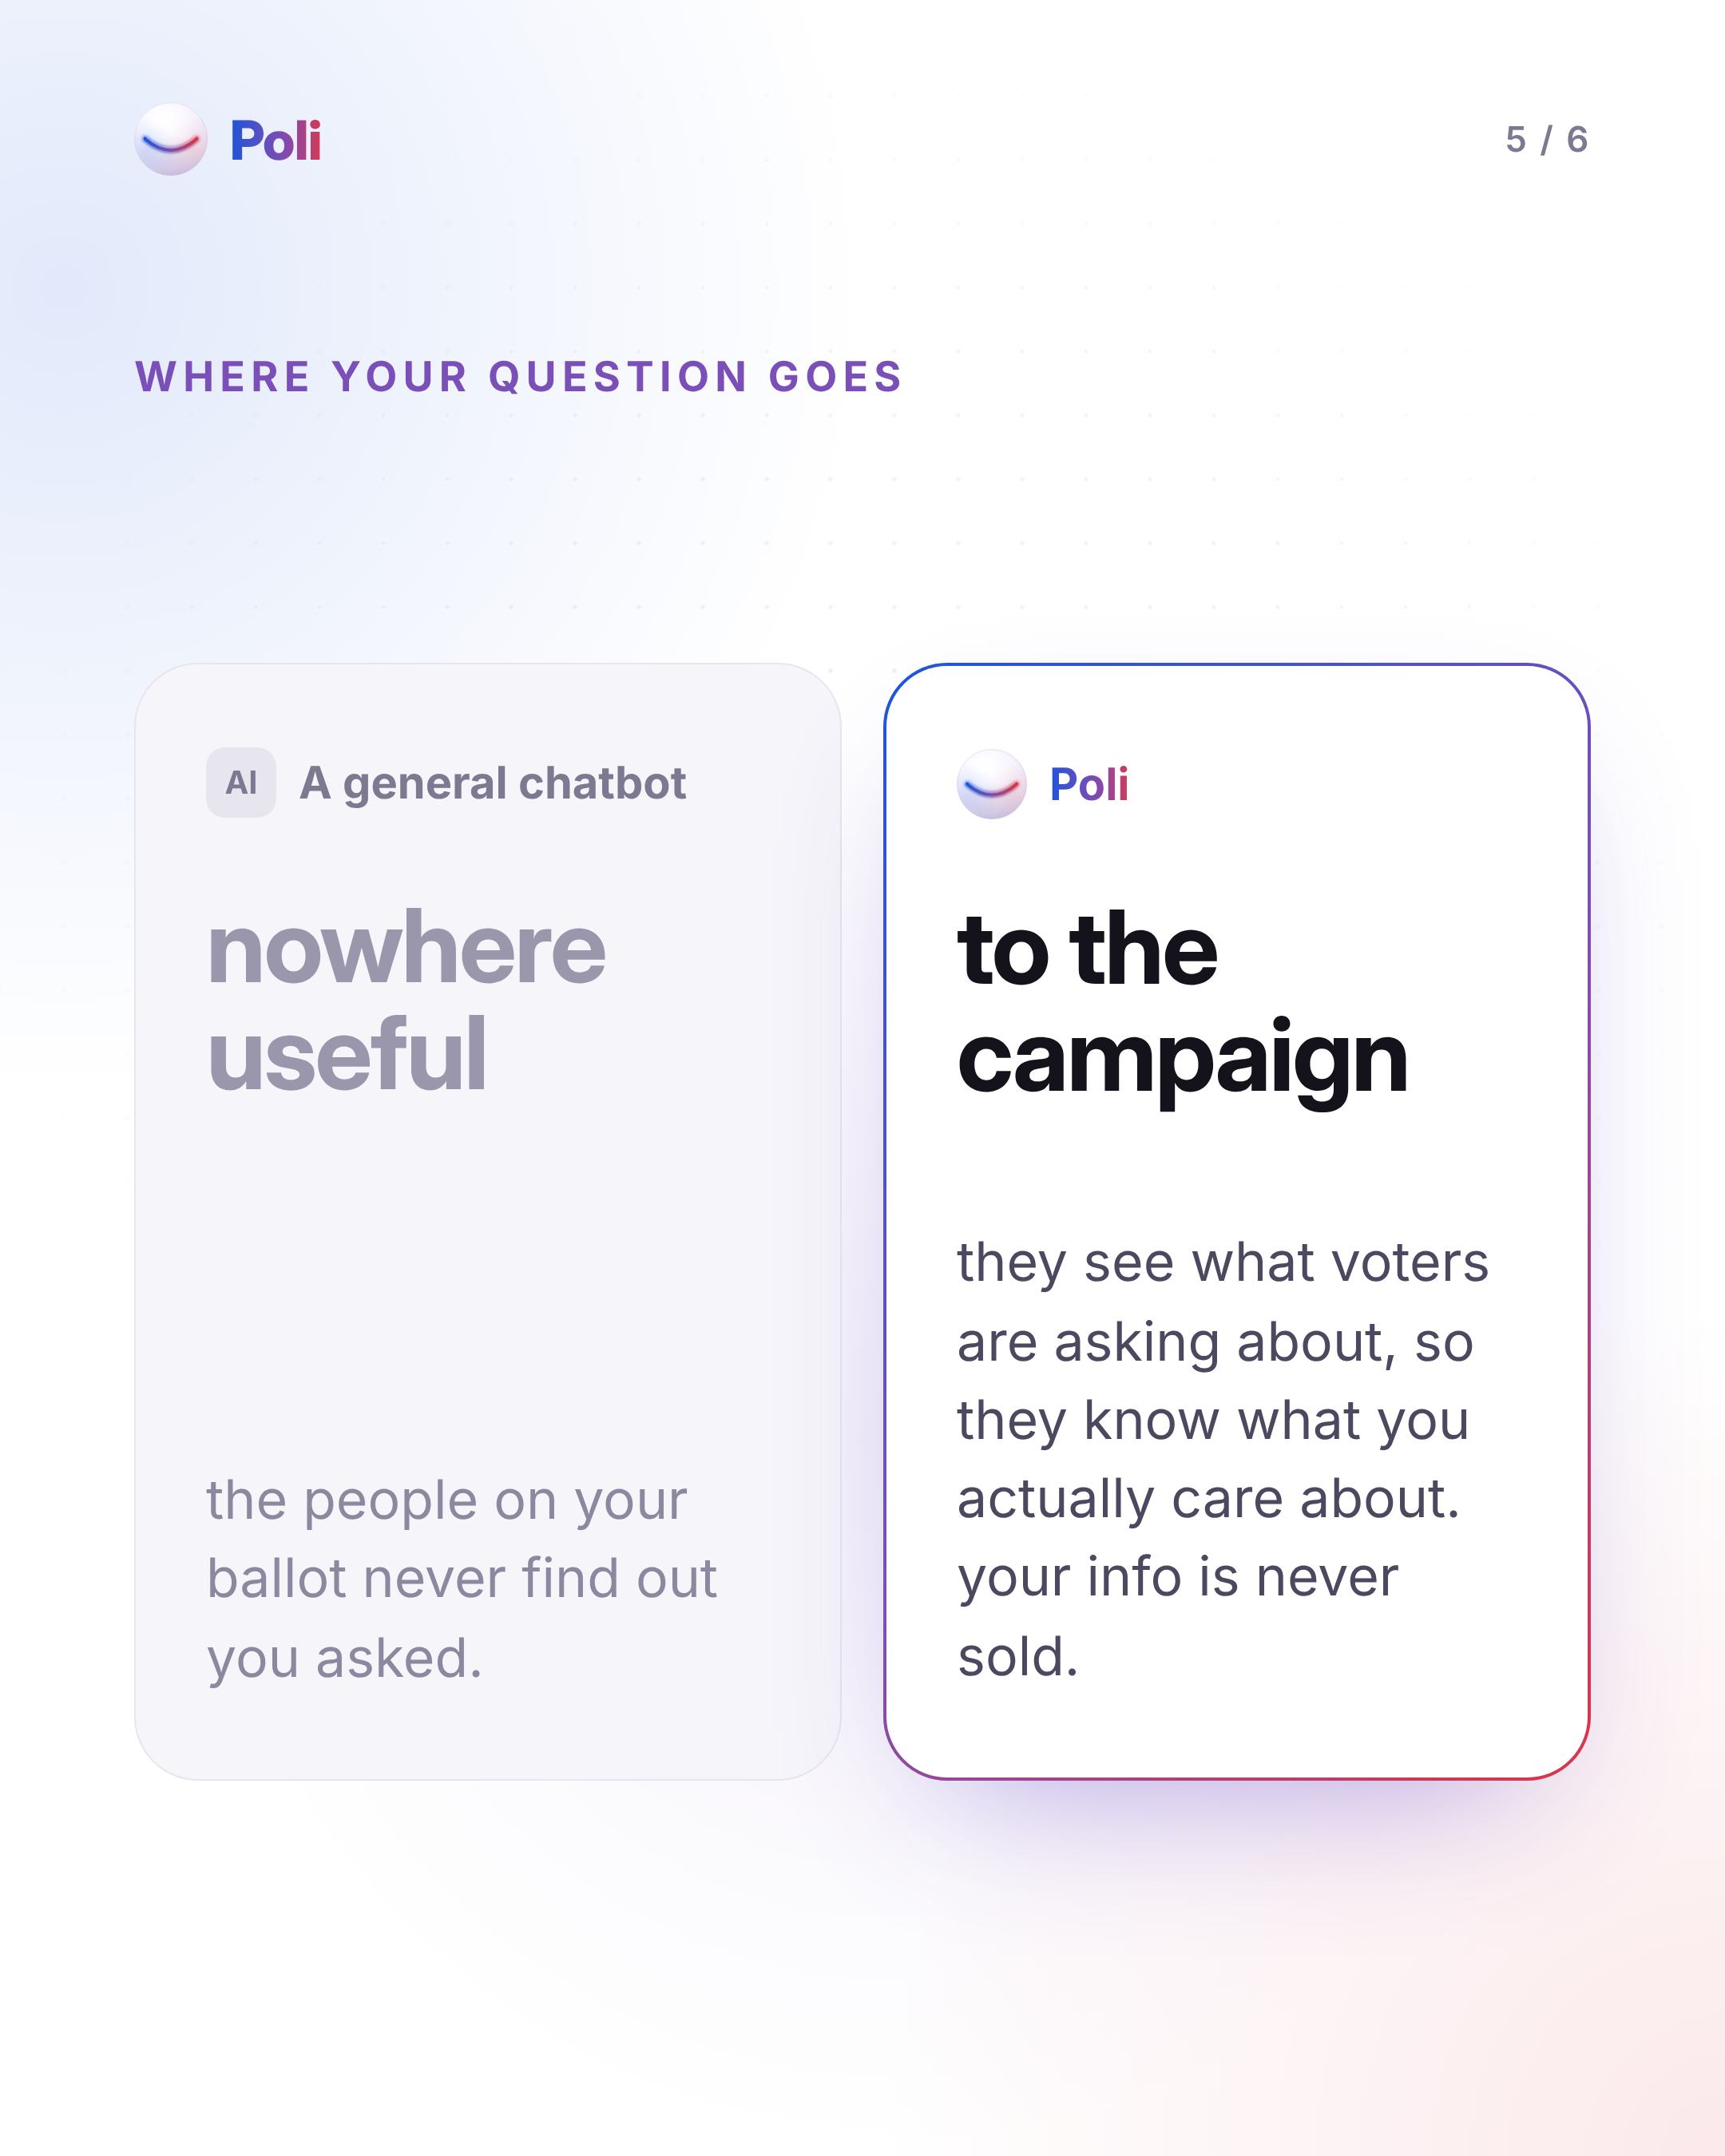 Poli
5 / 6
WHERE YOUR QUESTION GOES
AI A general chatbot
nowhere
useful
the people on your
ballot never find out
you asked.
Poli
to the
campaign
they see what voters
are asking about, so
they know what you
actually care about.
your info is never
sold.